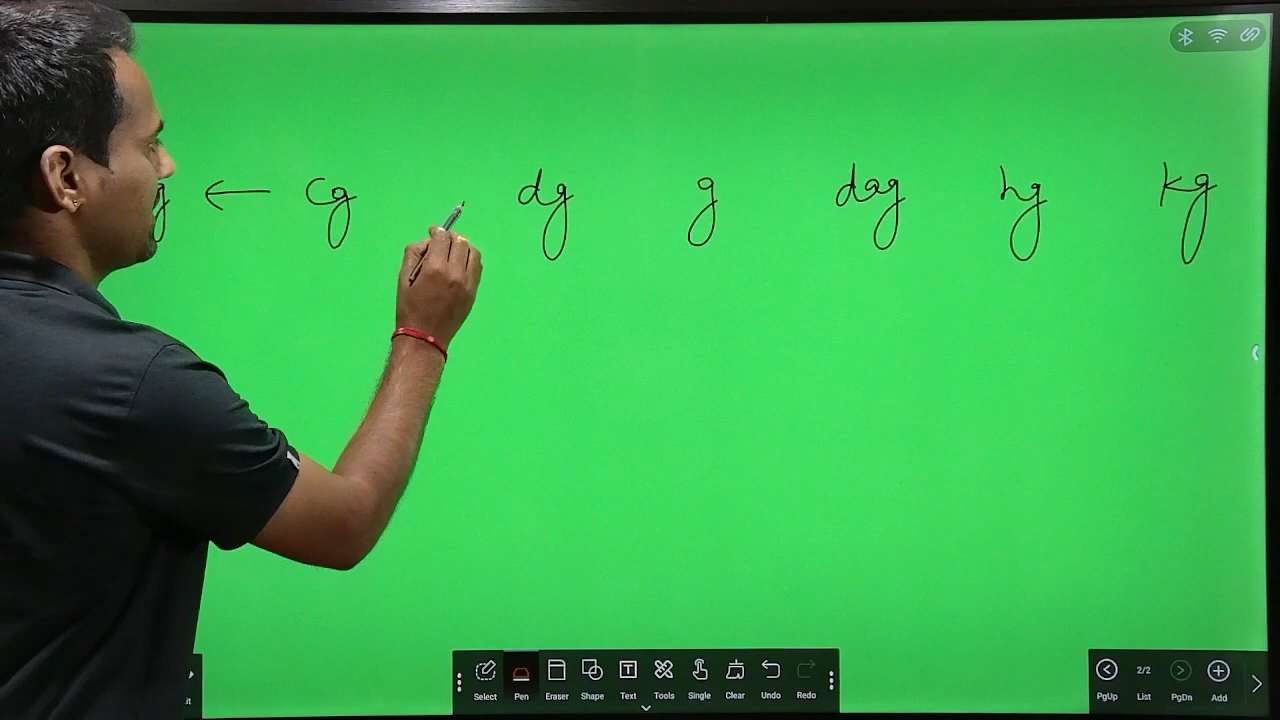 g ← cg dg g dag hg kg
Select Pen Eraser Shape Text Tools Single Clear Undo Redo
2/2
PgUp List PgDn Add